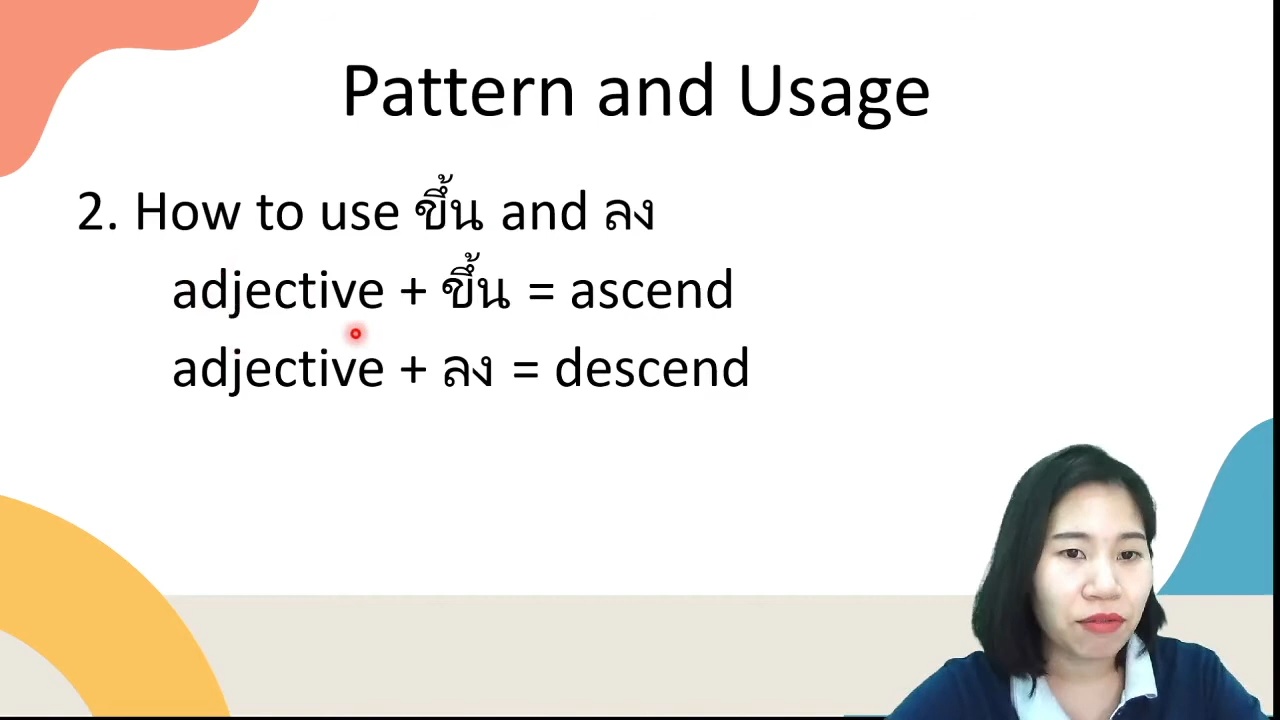 Pattern and Usage
2. How to use ขึ้น and ลง
adjective + ขึ้น = ascend
adjective + ลง = descend